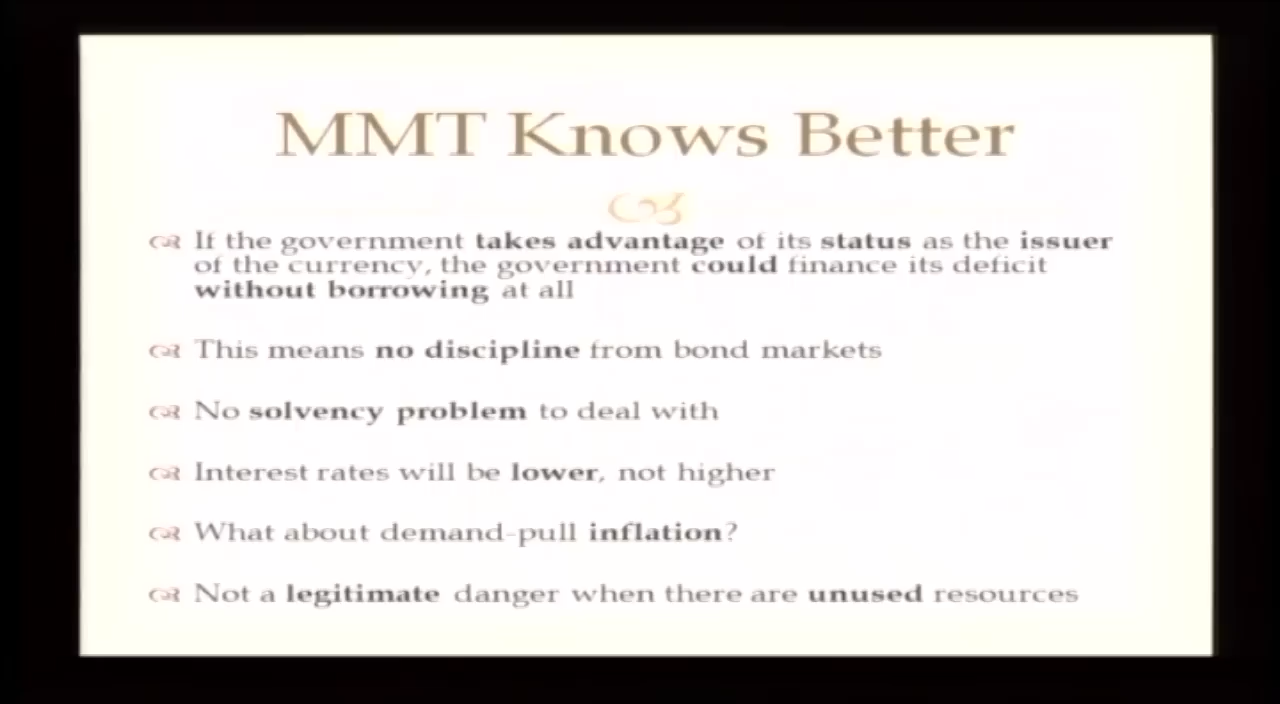 MMT Knows Better
If the government takes advantage of its status as the issuer
of the currency, the government could finance its deficit
without borrowing at all
This means no discipline from bond markets
No solvency problem to deal with
Interest rates will be lower, not higher
What about demand-pull inflation?
Not a legitimate danger when there are unused resources